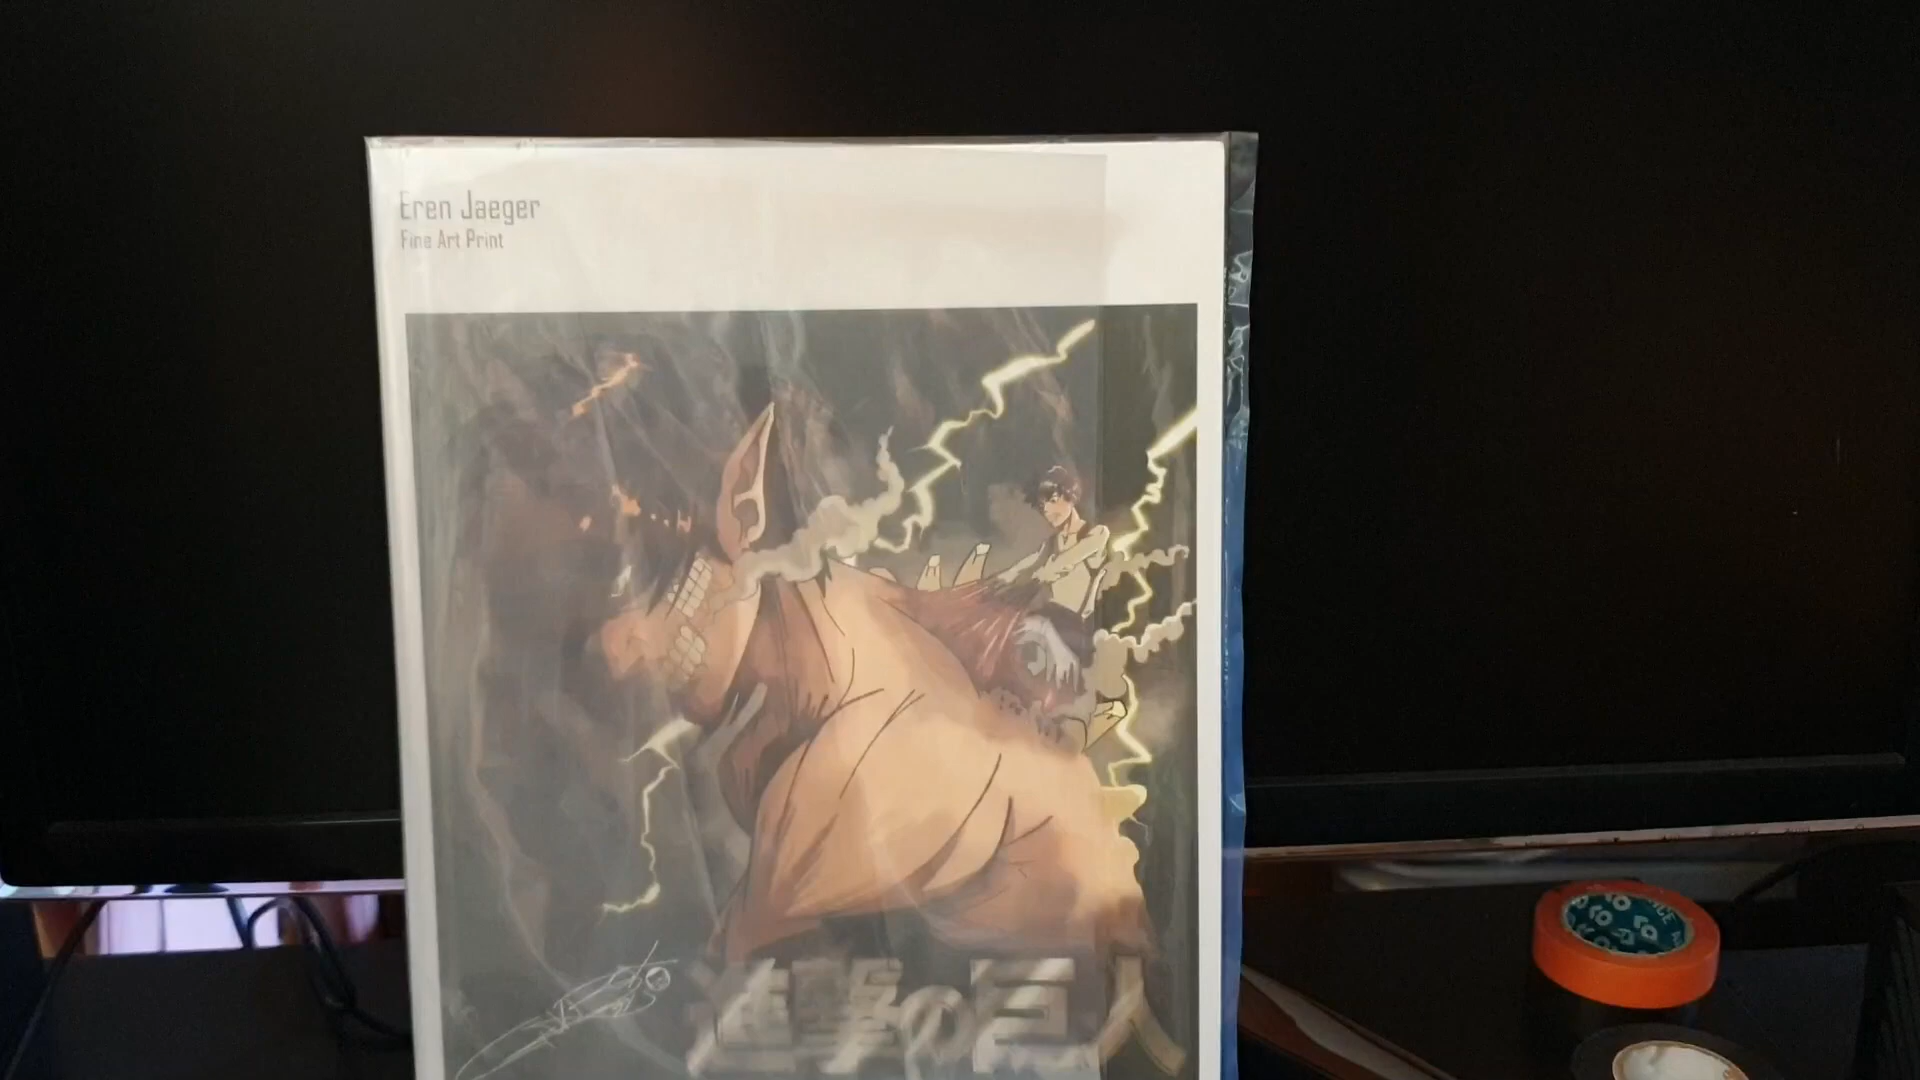 Eren Jaeger
Fine Art Print
進撃の巨人